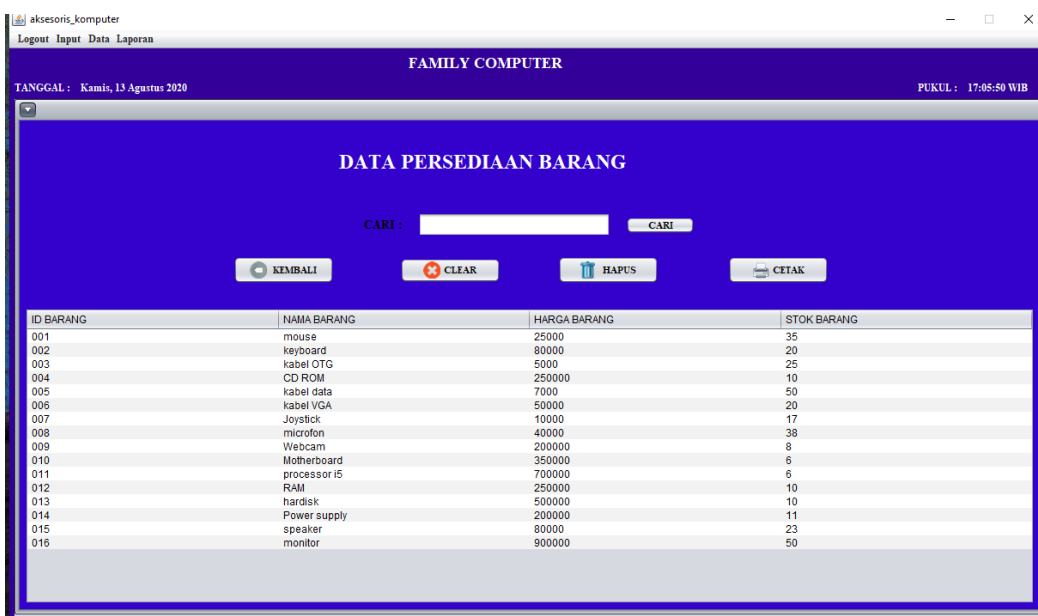 aksesoris_komputer
Logout Input Data Laporan
FAMILY COMPUTER
TANGGAL : Kamis, 13 Agustus 2020 PUKUL : 17:05:50 WIB
DATA PERSEDIAAN BARANG
CARI : CARI
KEMBALI CLEAR HAPUS CETAK
ID BARANG NAMA BARANG HARGA BARANG STOK BARANG
001 mouse 25000 35
002 keyboard 80000 20
003 kabel OTG 5000 25
004 CD ROM 250000 10
005 kabel data 7000 50
006 kabel VGA 50000 20
007 Joystick 10000 17
008 microfon 40000 38
009 Webcam 200000 8
010 Motherboard 350000 6
011 processor i5 700000 6
012 RAM 250000 10
013 hardisk 500000 10
014 Power supply 200000 11
015 speaker 80000 23
016 monitor 900000 50